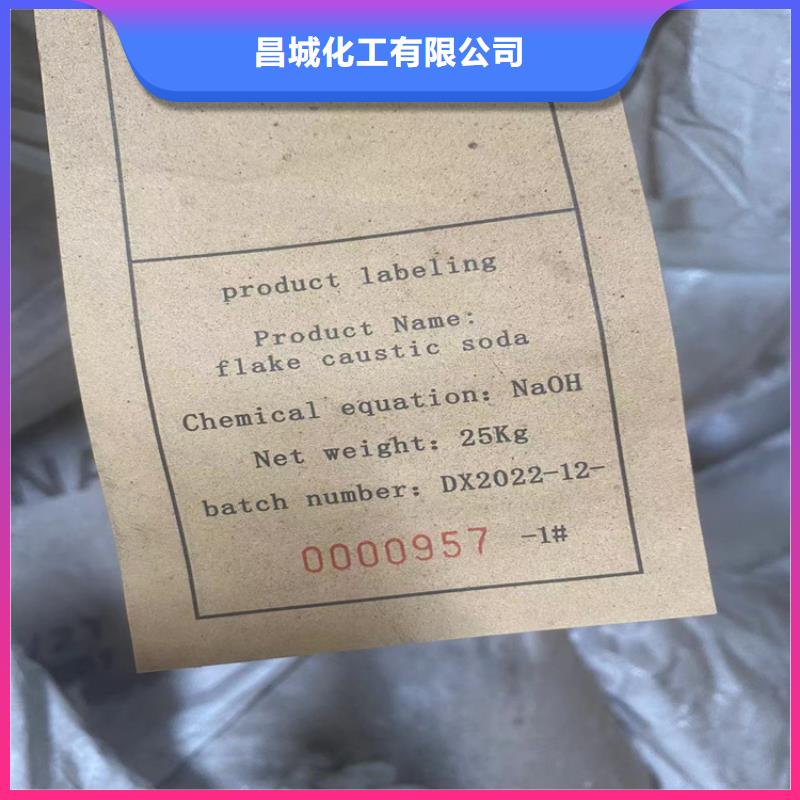 昌城化工有限公司
product labeling
Product Name:
flake caustic soda
Chemical equation: NaOH
Net weight: 25Kg
batch number: DX2022-12-
0000957 -1#